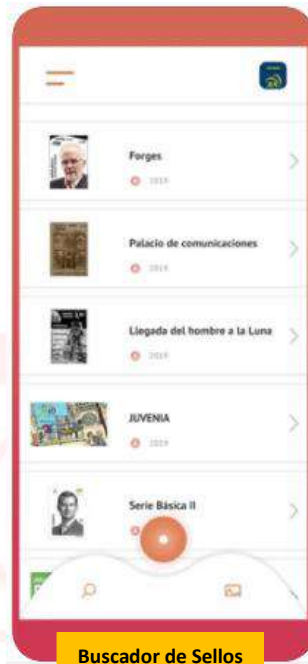 Forges
2019
Palacio de comunicaciones
2019
Llegada del hombre a la Luna
2019
JUVENIA
2019
Serie Básica II
Buscador de Sellos